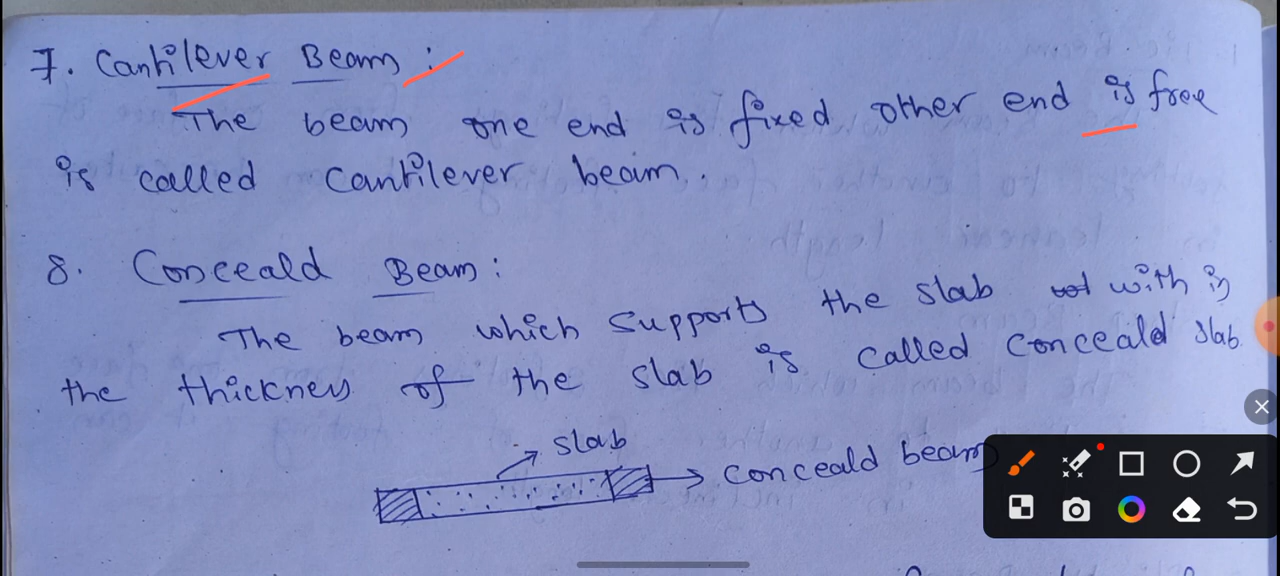 7. Cantilever Beam :
The beam one end is fixed other end is free
is called Cantilever beam.
8. Conceald Beam :
The beam which supports the slab with in
the thickness of the slab is called conceald slab
slab
conceald beam